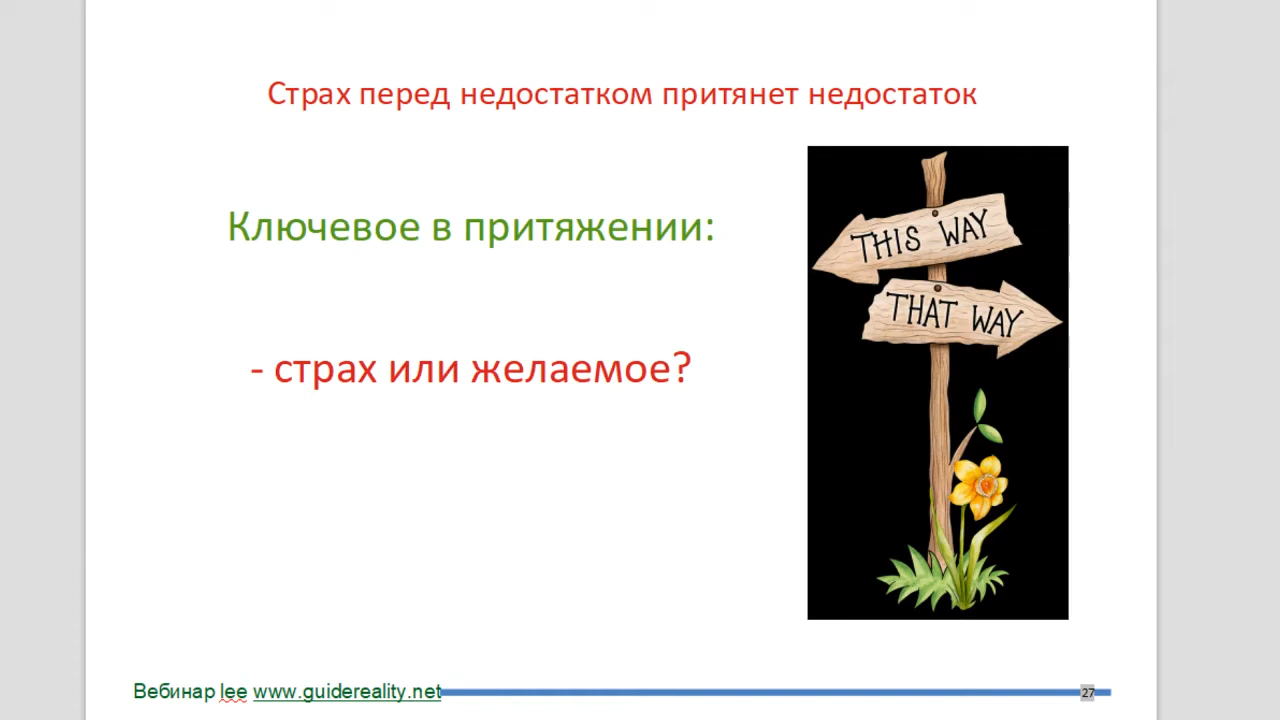 Страх перед недостатком притянет недостаток
Ключевое в притяжении:
- страх или желаемое?
THIS WAY
THAT WAY
Вебинар lee www.guidereality.net
27